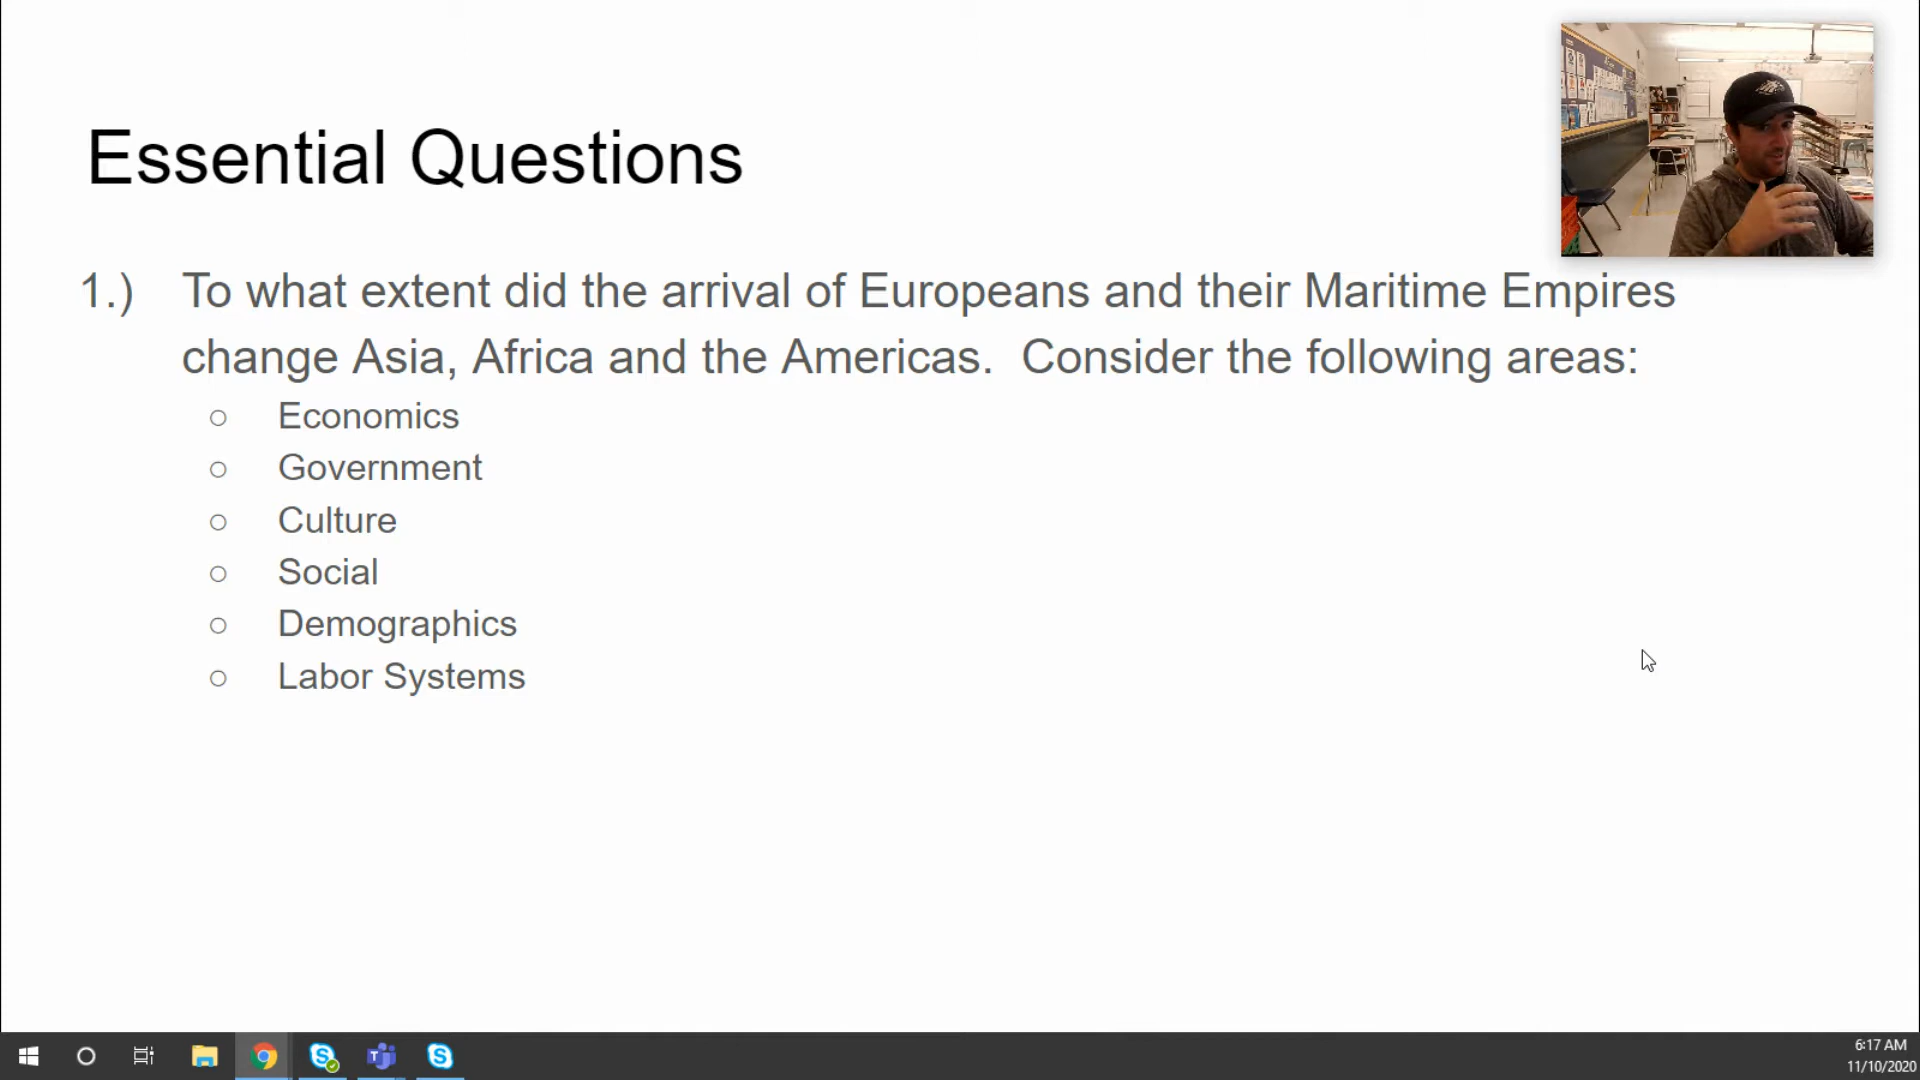 Essential Questions
1.) To what extent did the arrival of Europeans and their Maritime Empires
change Asia, Africa and the Americas.  Consider the following areas:
○ Economics
○ Government
○ Culture
○ Social
○ Demographics
○ Labor Systems
6:17 AM
11/10/2020